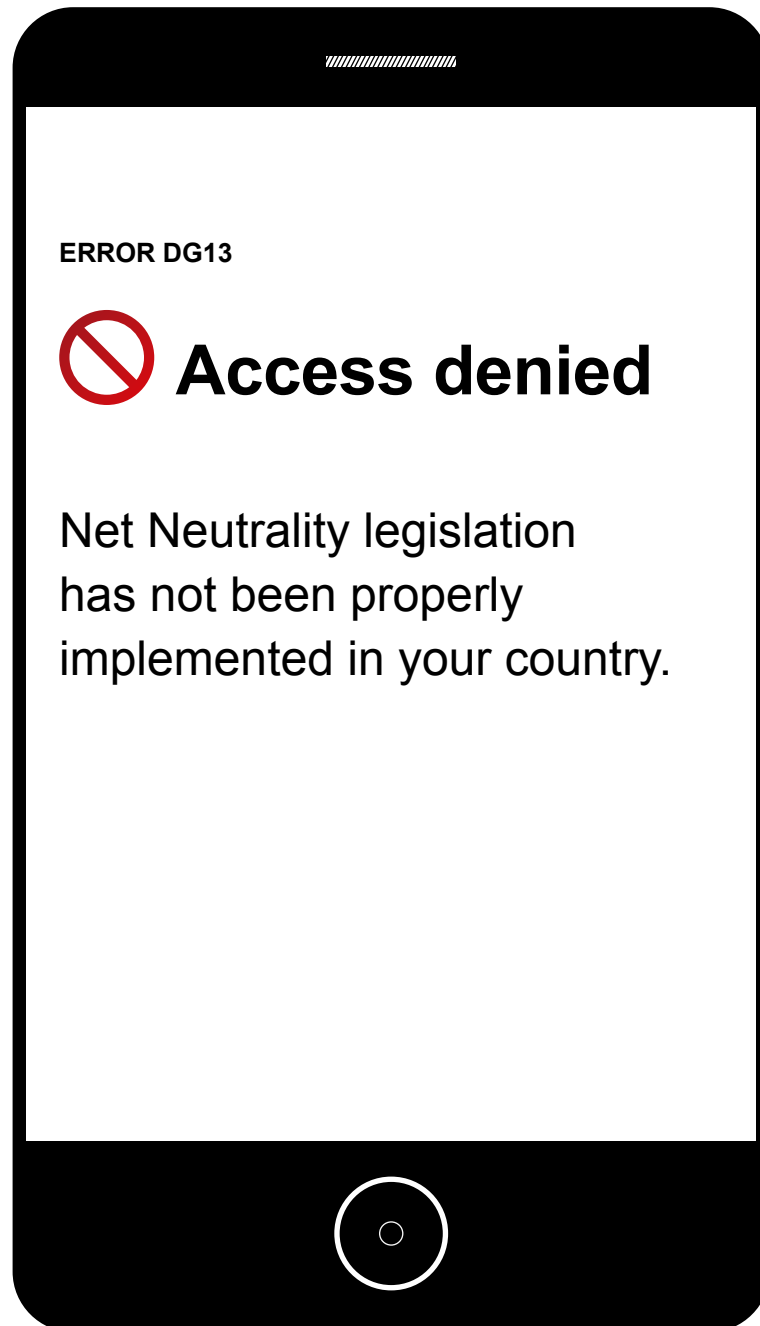 ERROR DG13
Access denied
Net Neutrality legislation
has not been properly
implemented in your country.